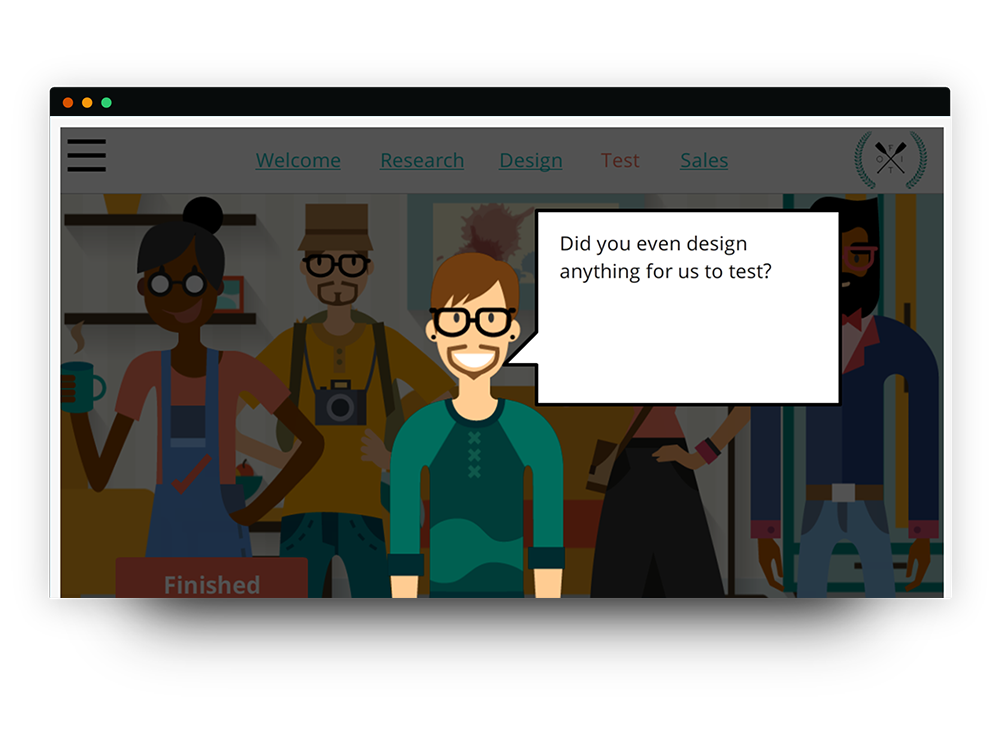 Welcome Research Design Test Sales
F
O I
T
Did you even design
anything for us to test?
Finished